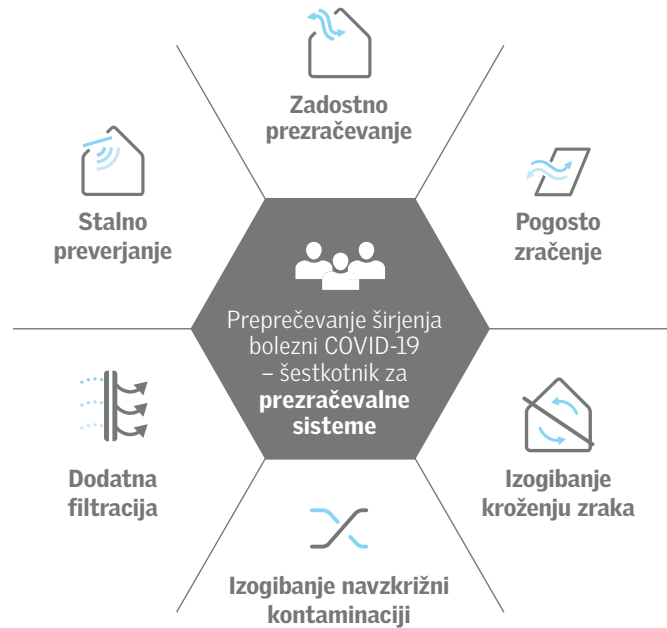 Zadostno
prezračevanje
Stalno
preverjanje
Pogosto
zračenje
Preprečevanje širjenja
bolezni COVID-19
– šestkotnik za
prezračevalne
sisteme
Dodatna
filtracija
Izogibanje
kroženju zraka
Izogibanje navzkrižni
kontaminaciji